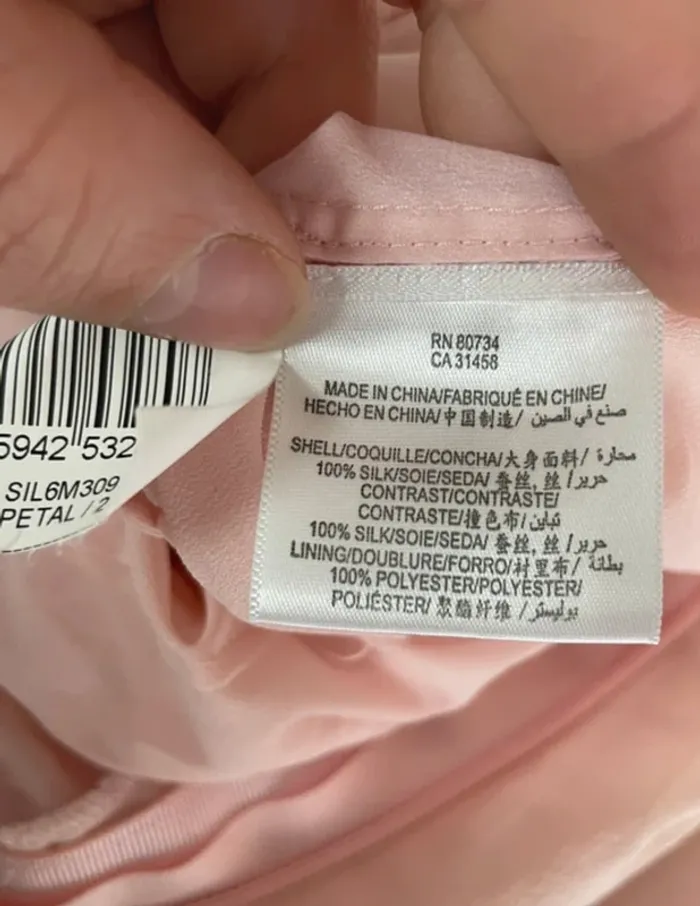 5942 532
SIL6M309
PETAL / 2
RN 80734
CA 31458
MADE IN CHINA/FABRIQUÉ EN CHINE/
HECHO EN CHINA/中国制造/ صنع في الصين
SHELL/COQUILLE/CONCHA/大身面料/ محارة
100% SILK/SOIE/SEDA/ 蚕丝, 丝 / حرير
CONTRAST/CONTRASTE/
CONTRASTE/撞色布/ تباين
100% SILK/SOIE/SEDA/ 蚕丝, 丝 / حرير
LINING/DOUBLURE/FORRO/衬里布/ بطانة
100% POLYESTER/POLYESTER/
POLIÉSTER/ 聚酯纤维 / بوليستر